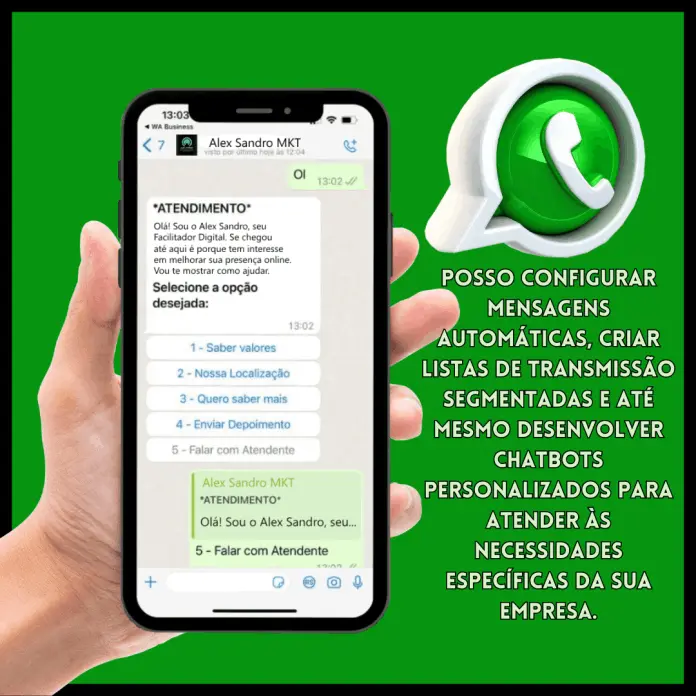 13:03
◀ WA Business
7
Alex Sandro MKT
visto por último hoje às 12:04
OI
13:02
*ATENDIMENTO*
Olá! Sou o Alex Sandro, seu
Facilitador Digital. Se chegou
até aqui é porque tem interesse
em melhorar sua presença online.
Vou te mostrar como ajudar.
Selecione a opção
desejada:
13:02
1 - Saber valores
2 - Nossa Localização
3 - Quero saber mais
4 - Enviar Depoimento
5 - Falar com Atendente
Alex Sandro MKT
*ATENDIMENTO*
Olá! Sou o Alex Sandro, seu...
5 - Falar com Atendente
13:02
POSSO CONFIGURAR
MENSAGENS
AUTOMÁTICAS, CRIAR
LISTAS DE TRANSMISSÃO
SEGMENTADAS E ATÉ
MESMO DESENVOLVER
CHATBOTS
PERSONALIZADOS PARA
ATENDER ÀS
NECESSIDADES
ESPECÍFICAS DA SUA
EMPRESA.